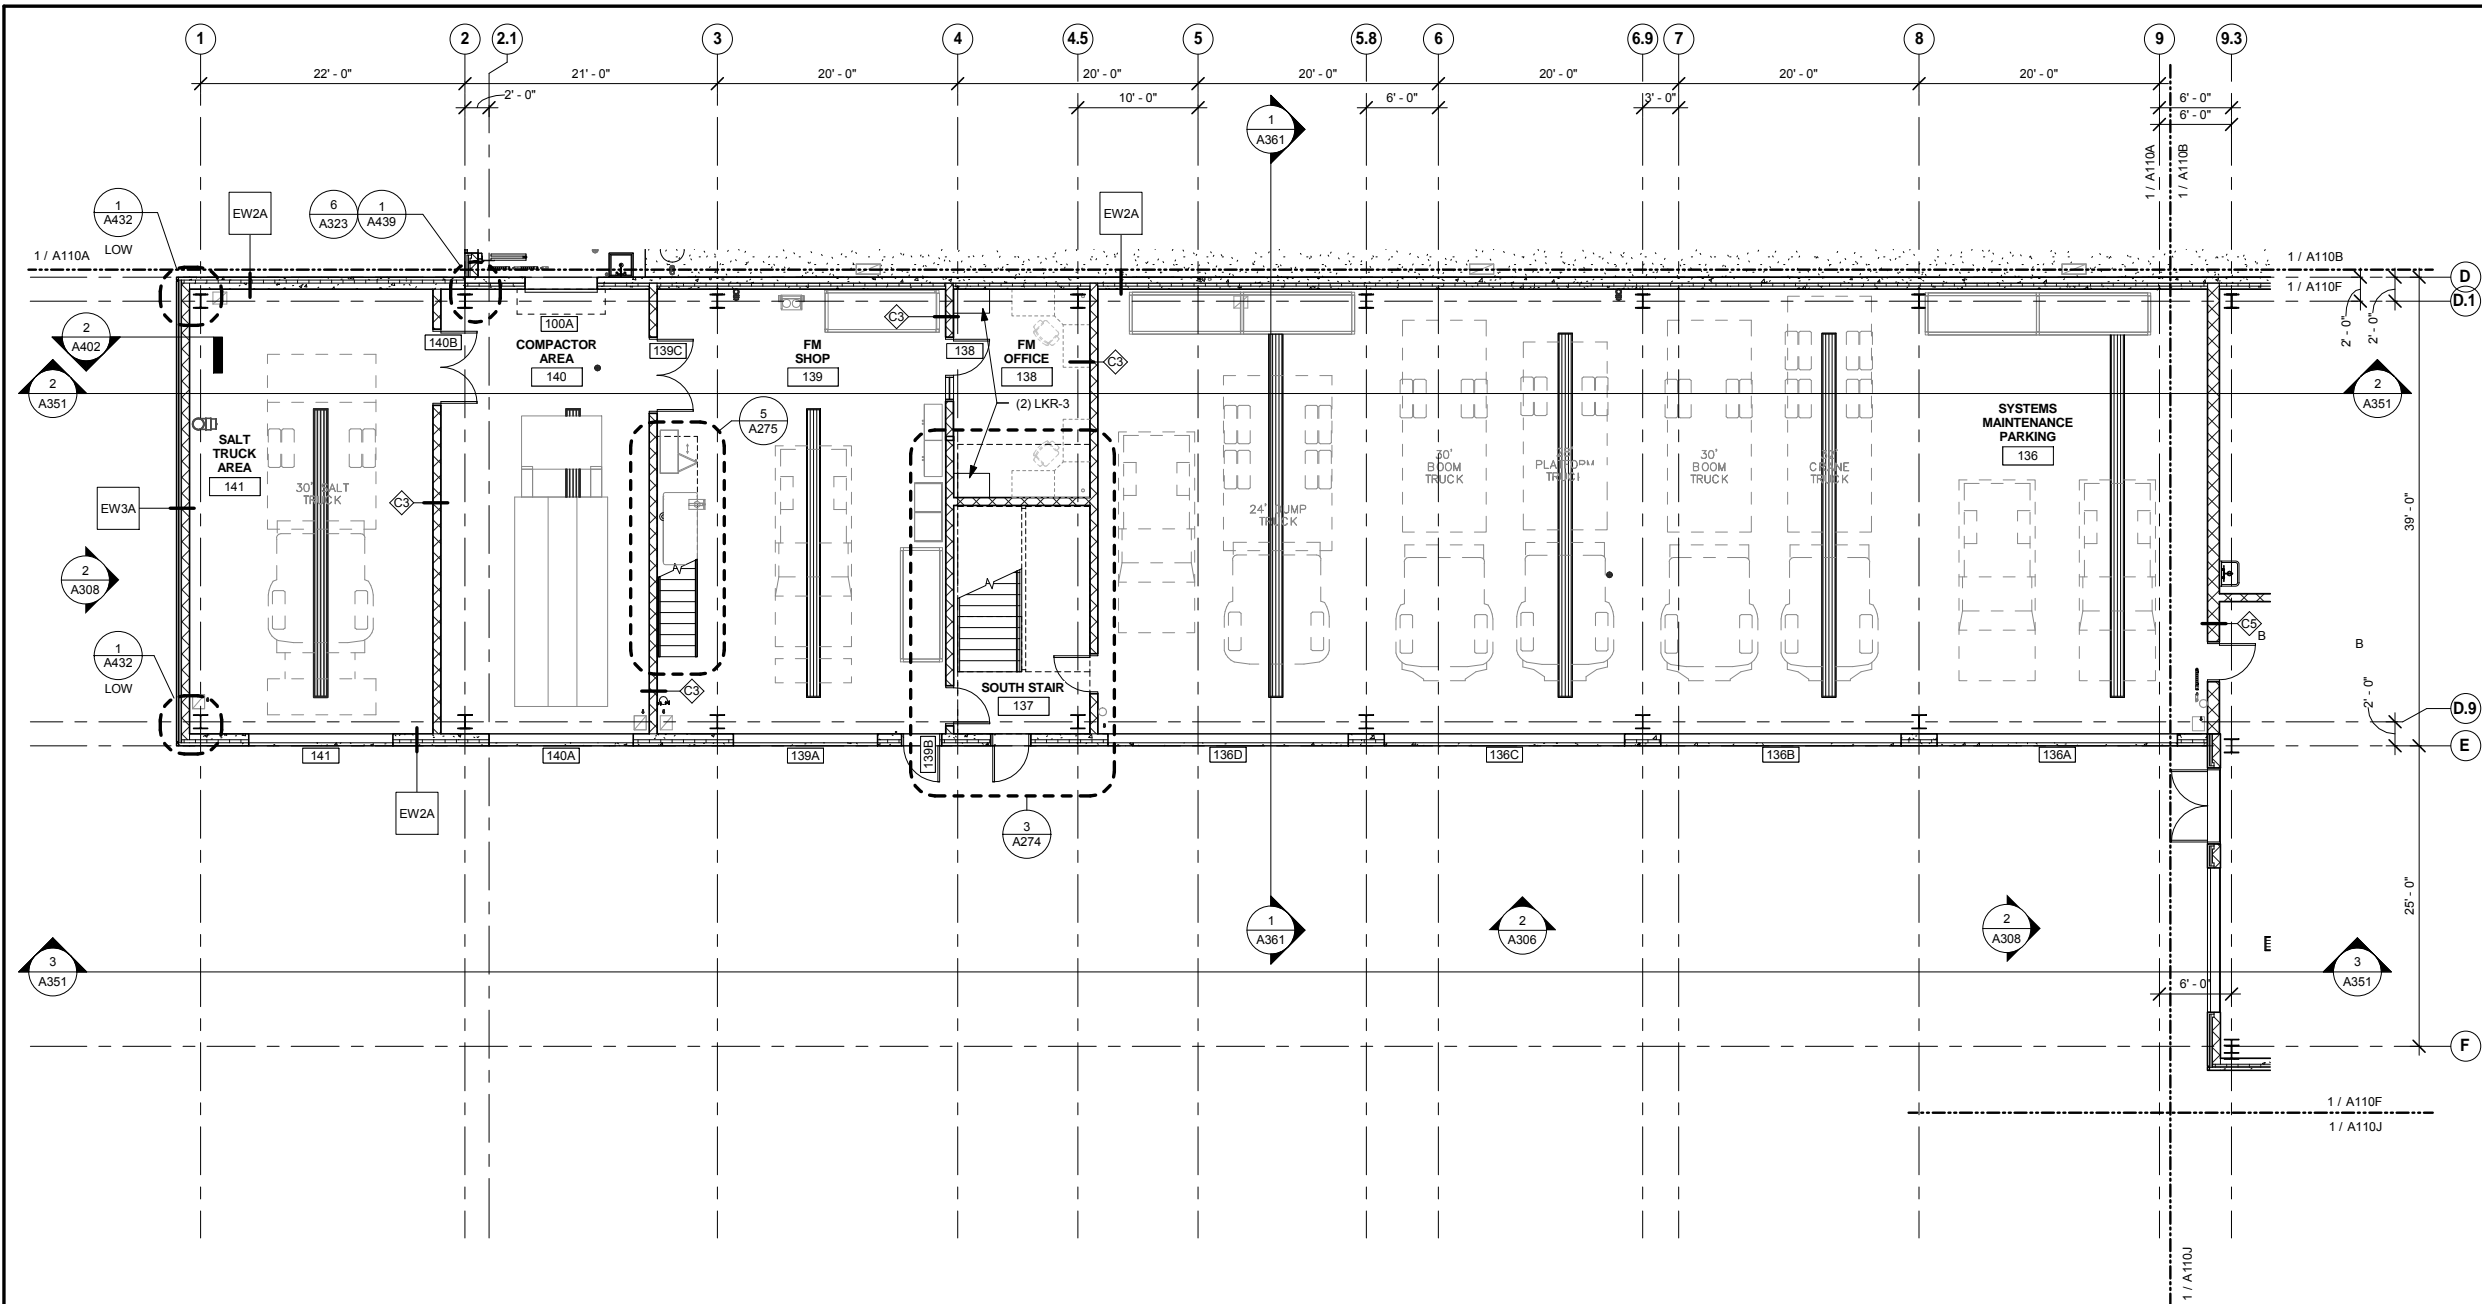 1
2
2.1
3
4
4.5
5
5.8
6
6.9
7
8
9
9.3
22' - 0"
21' - 0"
20' - 0"
20' - 0"
20' - 0"
20' - 0"
20' - 0"
20' - 0"
2' - 0"
10' - 0"
6' - 0"
3' - 0"
6' - 0"
6' - 0"
1
A361
1 / A110A
1 / A110B
1
A432
LOW
EW2A
6
A323
1
A439
EW2A
1 / A110A
1 / A110B
1 / A110F
D
D.1
2' - 0"
2' - 0"
2
A402
140B
100A
COMPACTOR
AREA
140
139C
FM
SHOP
139
C3
138
FM
OFFICE
138
C3
2
A351
2
A351
(2) LKR-3
5
A275
SALT
TRUCK
AREA
141
30' SALT
TRUCK
C3
EW3A
2
A308
SYSTEMS
MAINTENANCE
PARKING
136
30'
BOOM
TRUCK
PLATFORM
30'
BOOM
TRUCK
CRANE
TRUCK
24' DUMP
TRUCK
39' - 0"
1
A432
LOW
C5
B
B
C3
SOUTH STAIR
137
2' - 0"
D.9
E
141
140A
139A
139B
136D
136C
136B
136A
EW2A
3
A274
25' - 0"
1
A361
2
A306
2
A308
3
A351
3
A351
6' - 0"
F
1 / A110F
1 / A110J
1 / A110J